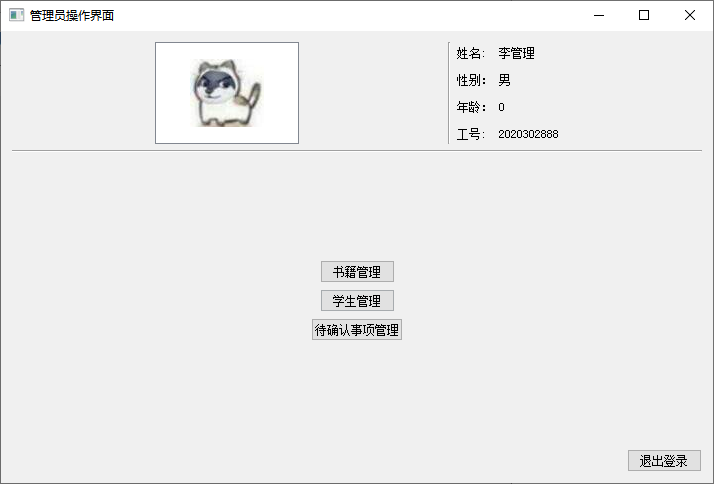 管理员操作界面
姓名： 李管理
性别： 男
年龄： 0
工号： 2020302888
书籍管理
学生管理
待确认事项管理
退出登录